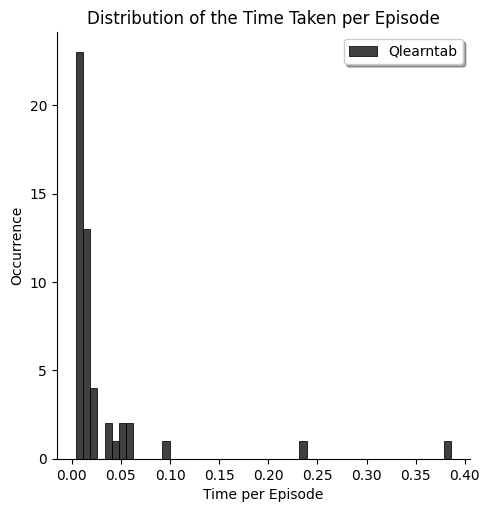 Distribution of the Time Taken per Episode
Qlearntab
Occurrence
20
15
10
5
0
0.00 0.05 0.10 0.15 0.20 0.25 0.30 0.35 0.40
Time per Episode